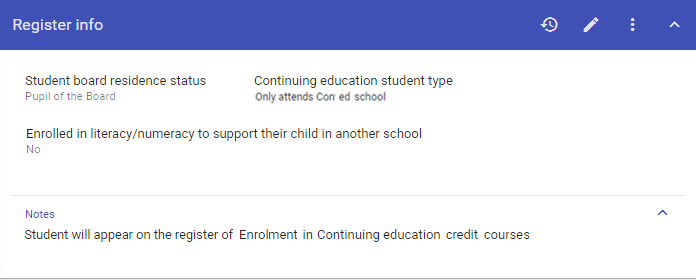 Register info
Student board residence status
Pupil of the Board
Continuing education student type
Only attends Con ed school
Enrolled in literacy/numeracy to support their child in another school
No
Notes
Student will appear on the register of Enrolment in Continuing education credit courses